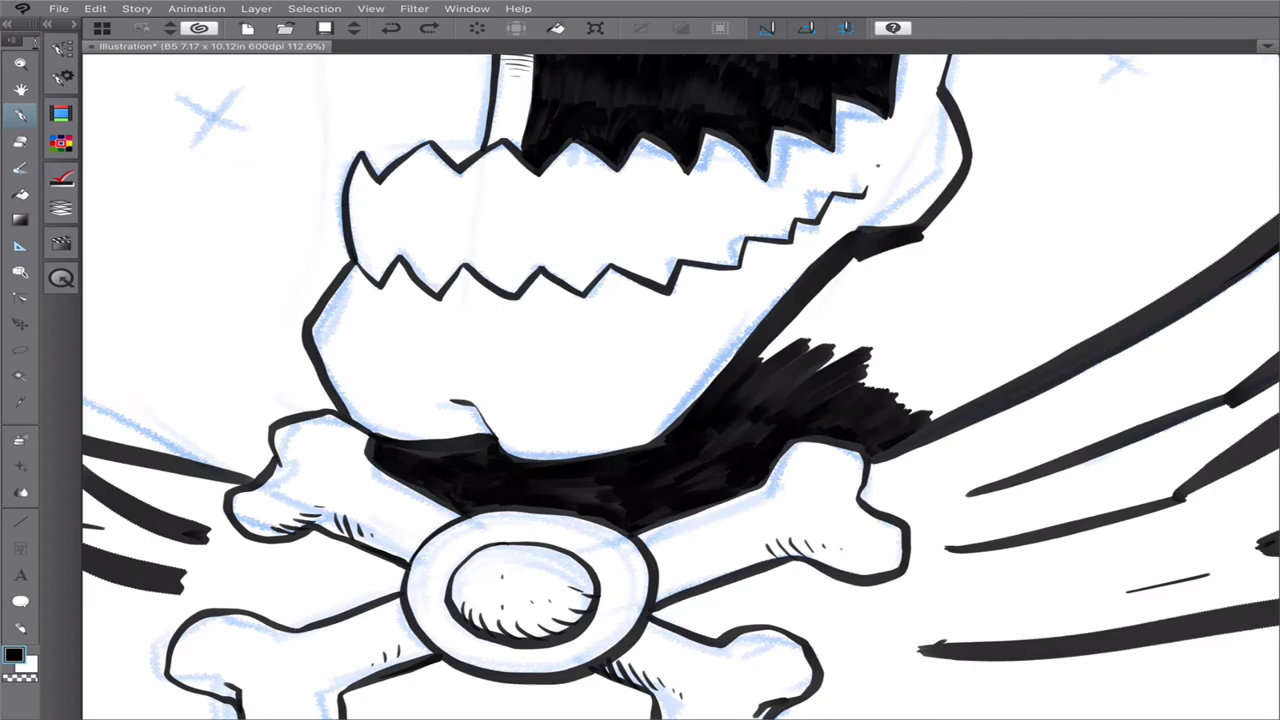 File Edit Story Animation Layer Selection View Filter Window Help
Illustration* (B5 7.17 x 10.12in 600dpi 112.6%)